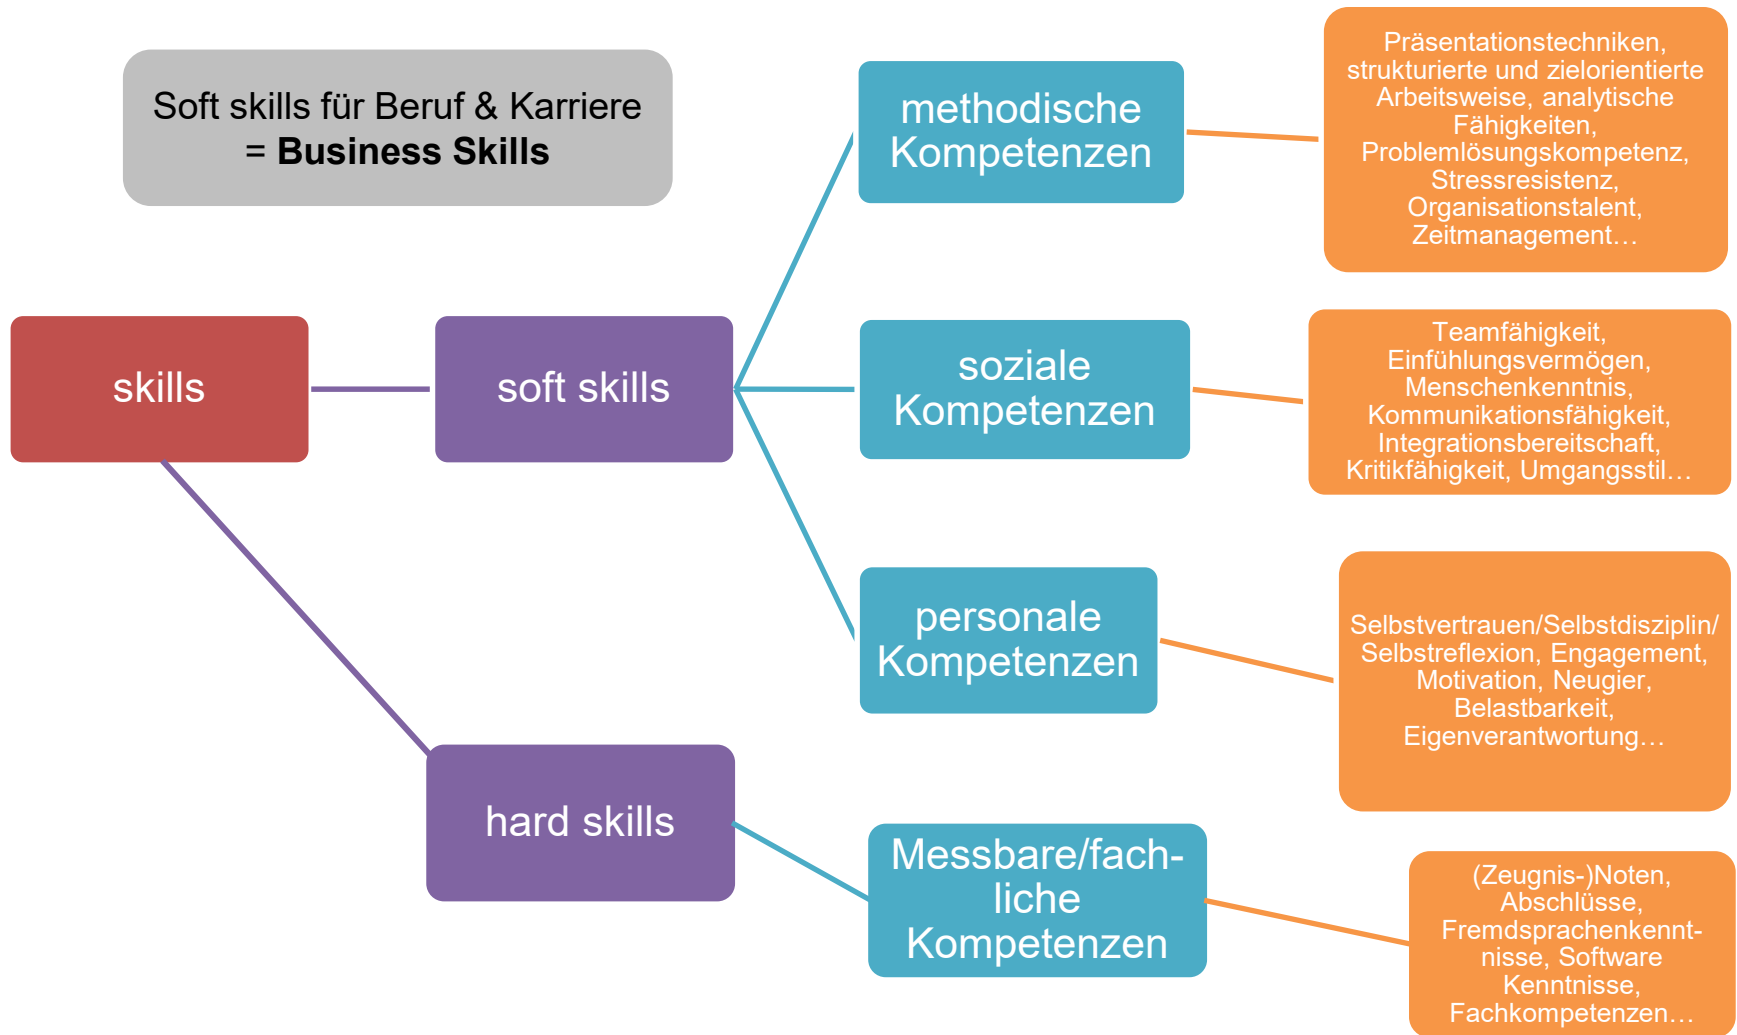 Soft skills für Beruf & Karriere
= Business Skills
skills
soft skills
hard skills
methodische
Kompetenzen
Präsentationstechniken,
strukturierte und zielorientierte
Arbeitsweise, analytische
Fähigkeiten,
Problemlösungskompetenz,
Stressresistenz,
Organisationstalent,
Zeitmanagement…
soziale
Kompetenzen
Teamfähigkeit,
Einfühlungsvermögen,
Menschenkenntnis,
Kommunikationsfähigkeit,
Integrationsbereitschaft,
Kritikfähigkeit, Umgangsstil…
personale
Kompetenzen
Selbstvertrauen/Selbstdisziplin/
Selbstreflexion, Engagement,
Motivation, Neugier,
Belastbarkeit,
Eigenverantwortung…
Messbare/fach-
liche
Kompetenzen
(Zeugnis-)Noten,
Abschlüsse,
Fremdsprachenkennt-
nisse, Software
Kenntnisse,
Fachkompetenzen…